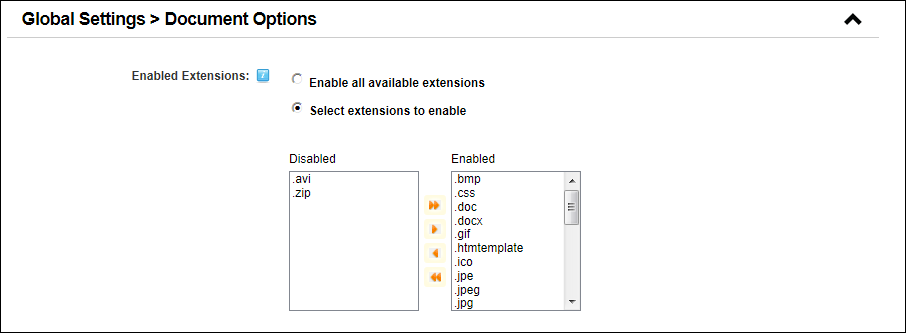 Global Settings > Document Options
Enabled Extensions:
Enable all available extensions
Select extensions to enable
Disabled
Enabled
.avi
.zip
.bmp
.css
.doc
.docx
.gif
.htmtemplate
.ico
.jpe
.jpeg
.jpg